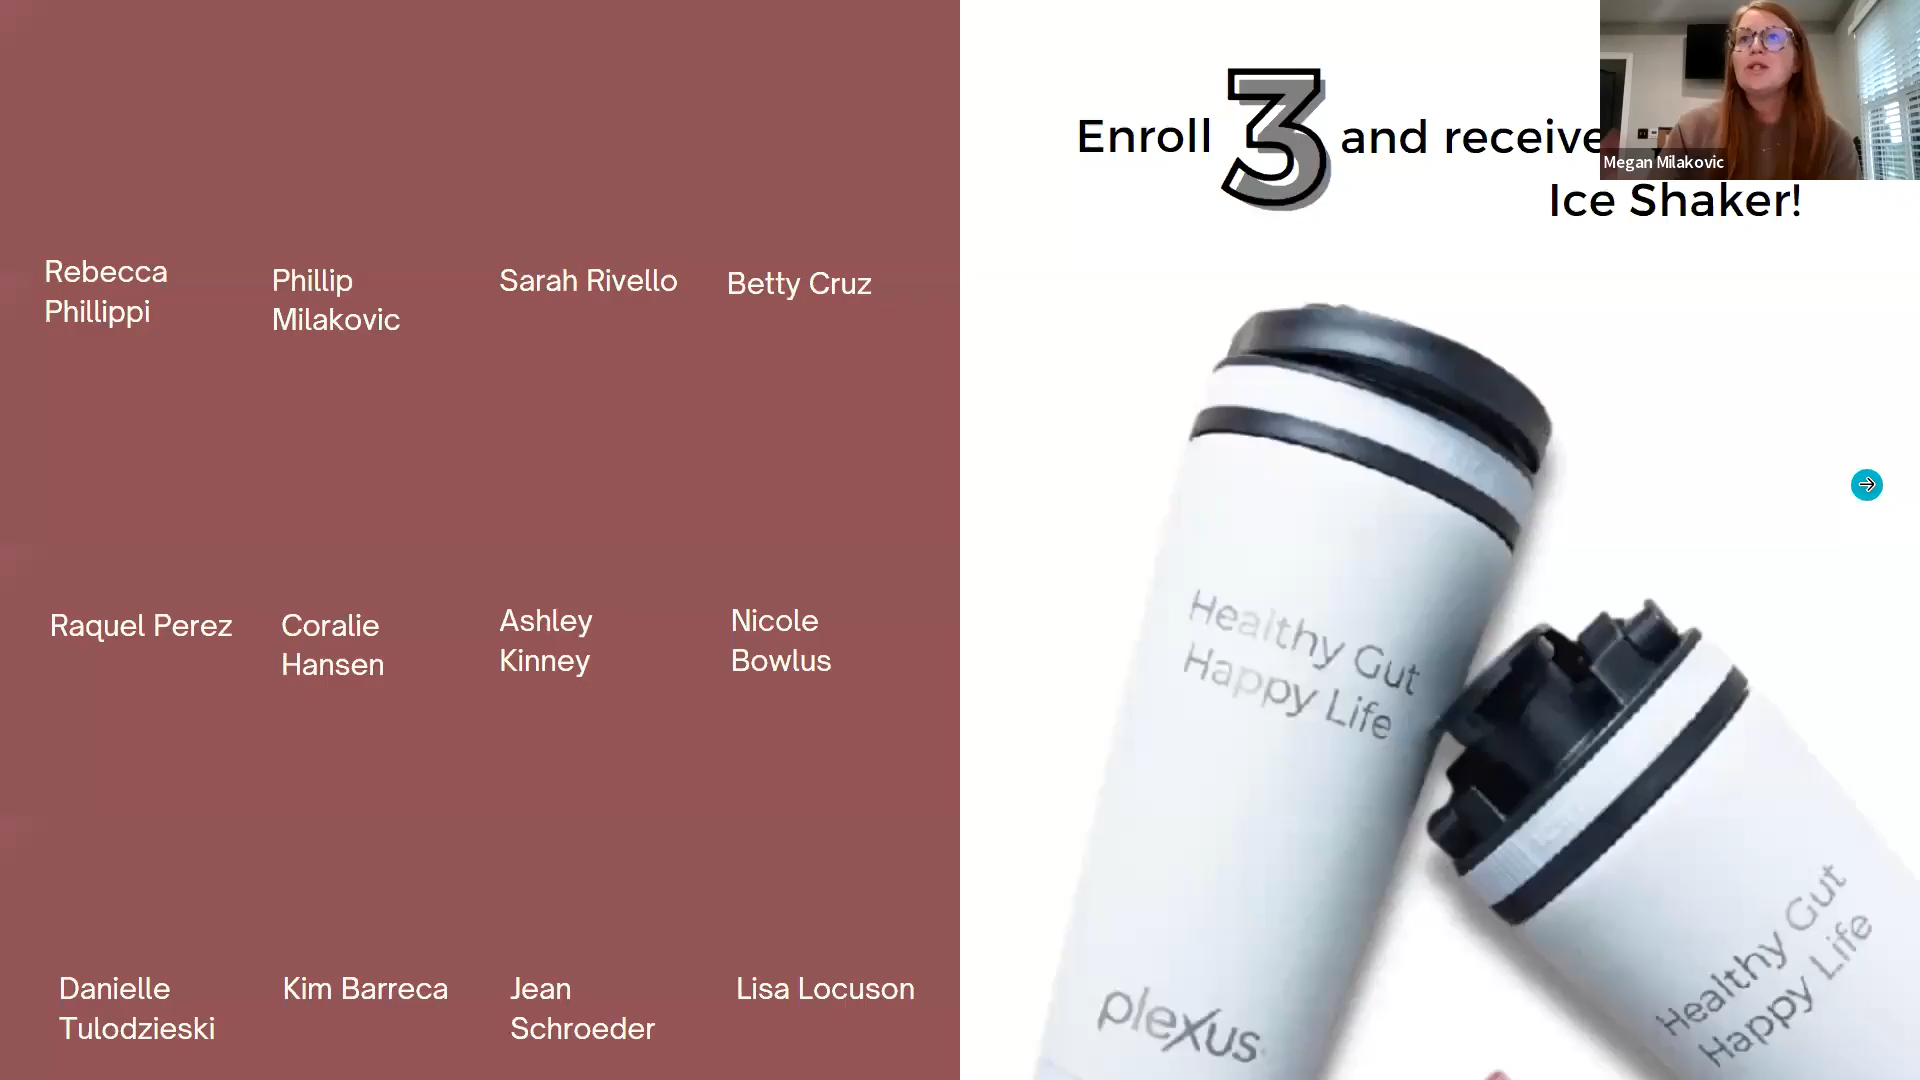 Rebecca
Phillippi
Phillip
Milakovic
Sarah Rivello
Betty Cruz
Raquel Perez
Coralie
Hansen
Ashley
Kinney
Nicole
Bowlus
Danielle
Tulodzieski
Kim Barreca
Jean
Schroeder
Lisa Locuson
Enroll 3 and receive
Ice Shaker!
Megan Milakovic
Healthy Gut
Happy Life
plexus
Healthy Gut
Happy Life